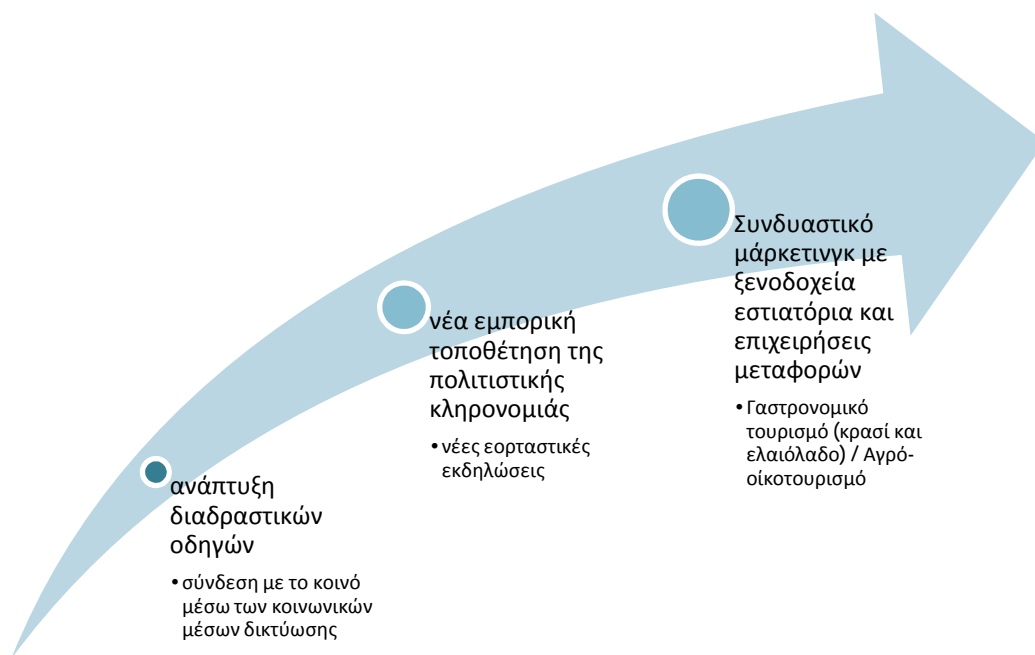 ανάπτυξη
διαδραστικών
οδηγών
• σύνδεση με το κοινό
μέσω των κοινωνικών
μέσων δικτύωσης
νέα εμπορική
τοποθέτηση της
πολιτιστικής
κληρονομιάς
• νέες εορταστικές
εκδηλώσεις
Συνδυαστικό
μάρκετινγκ με
ξενοδοχεία
εστιατόρια και
επιχειρήσεις
μεταφορών
• Γαστρονομικό
τουρισμό (κρασί και
ελαιόλαδο) / Αγρό-
οίκοτουρισμό